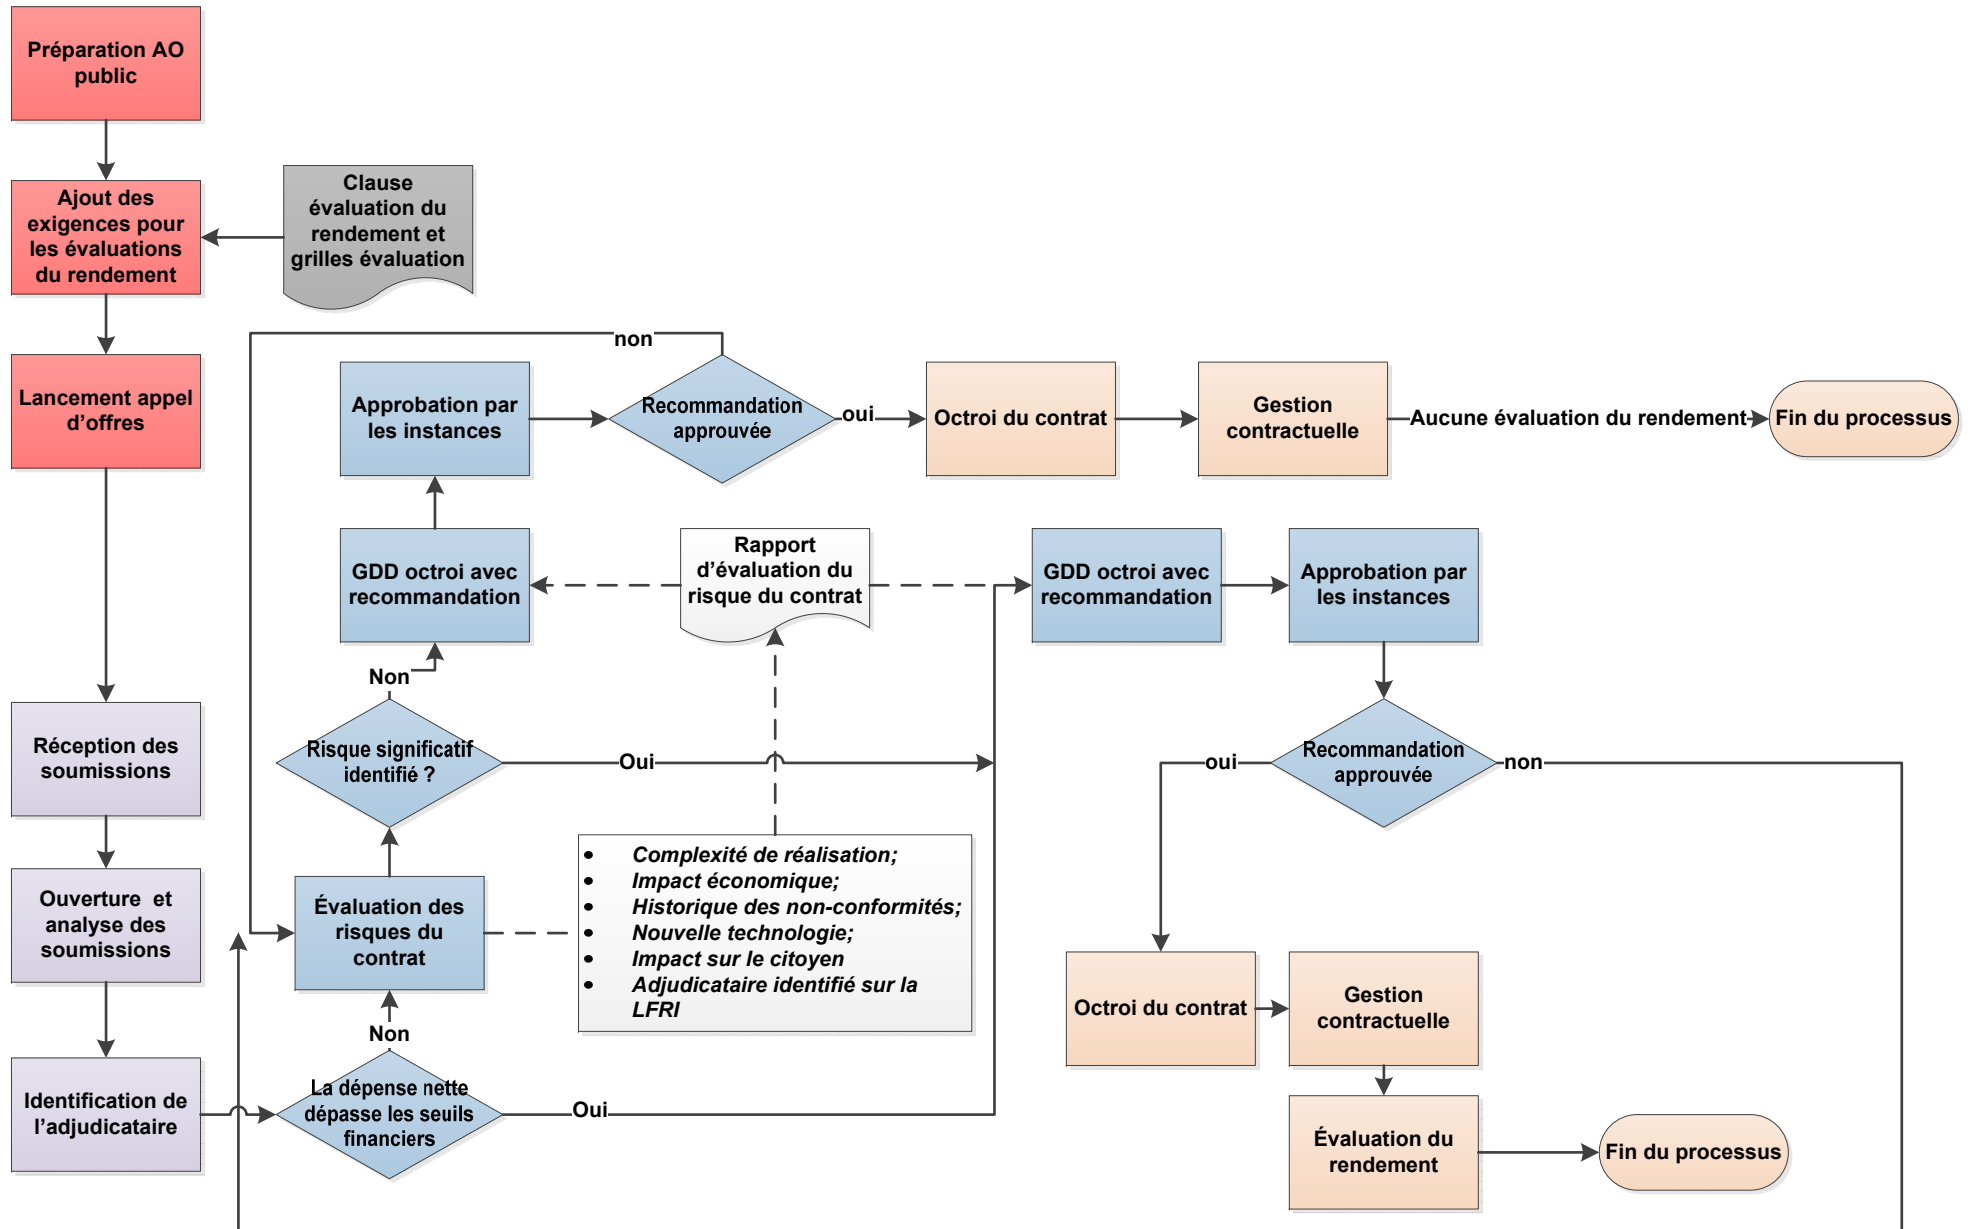 Préparation AO
public
Ajout des
exigences pour
les évaluations
du rendement
Clause
évaluation du
rendement et
grilles évaluation
Lancement appel
d'offres
non
Approbation par
les instances
Recommandation
approuvée
oui
Octroi du contrat
Gestion
contractuelle
Aucune évaluation du rendement
Fin du processus
GDD octroi avec
recommandation
Rapport
d'évaluation du
risque du contrat
GDD octroi avec
recommandation
Approbation par
les instances
Non
Réception des
soumissions
Risque significatif
identifié ?
Oui
oui
Recommandation
approuvée
non
Ouverture et
analyse des
soumissions
Évaluation des
risques du
contrat
• Complexité de réalisation;
• Impact économique;
• Historique des non-conformités;
• Nouvelle technologie;
• Impact sur le citoyen
• Adjudicataire identifié sur la
LFRI
Octroi du contrat
Gestion
contractuelle
Non
Identification de
l'adjudicataire
La dépense nette
dépasse les seuils
financiers
Oui
Évaluation du
rendement
Fin du processus